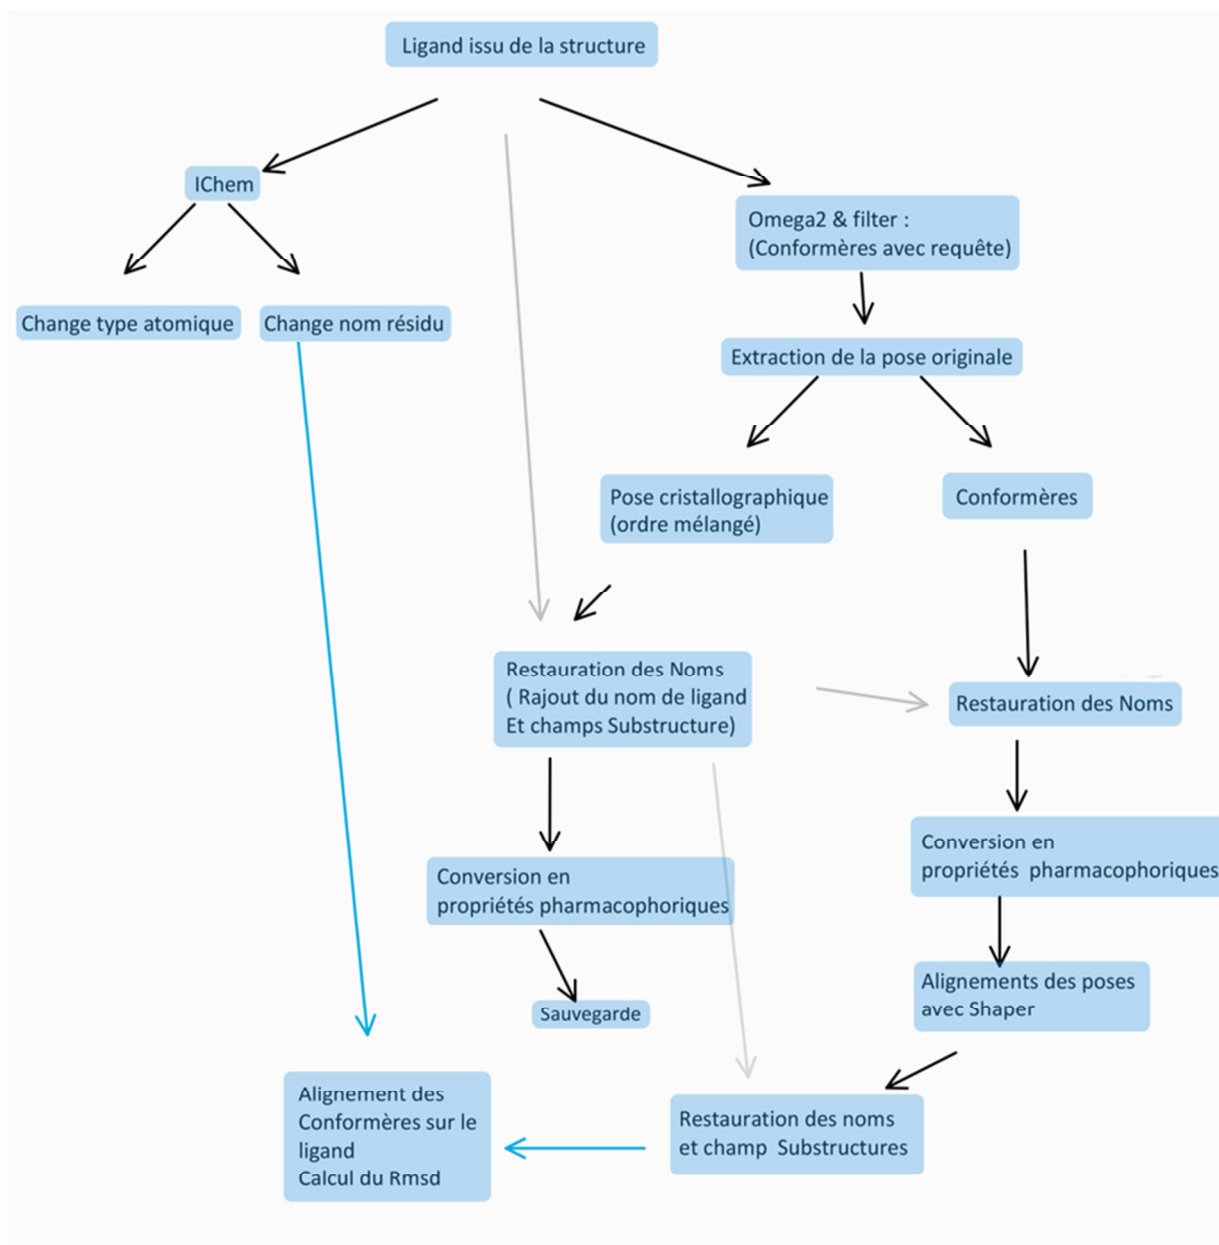 Ligand issu de la structure
IChem
Omega2 & filter :
(Conformères avec requête)
Change type atomique
Change nom résidu
Extraction de la pose originale
Pose cristallographique
(ordre mélangé)
Conformères
Restauration des Noms
( Rajout du nom de ligand
Et champs Substructure)
Restauration des Noms
Conversion en
propriétés pharmacophoriques
Conversion en
propriétés pharmacophoriques
Sauvegarde
Alignements des poses
avec Shaper
Alignement des
Conformères sur le
ligand
Calcul du Rmsd
Restauration des noms
et champ Substructures